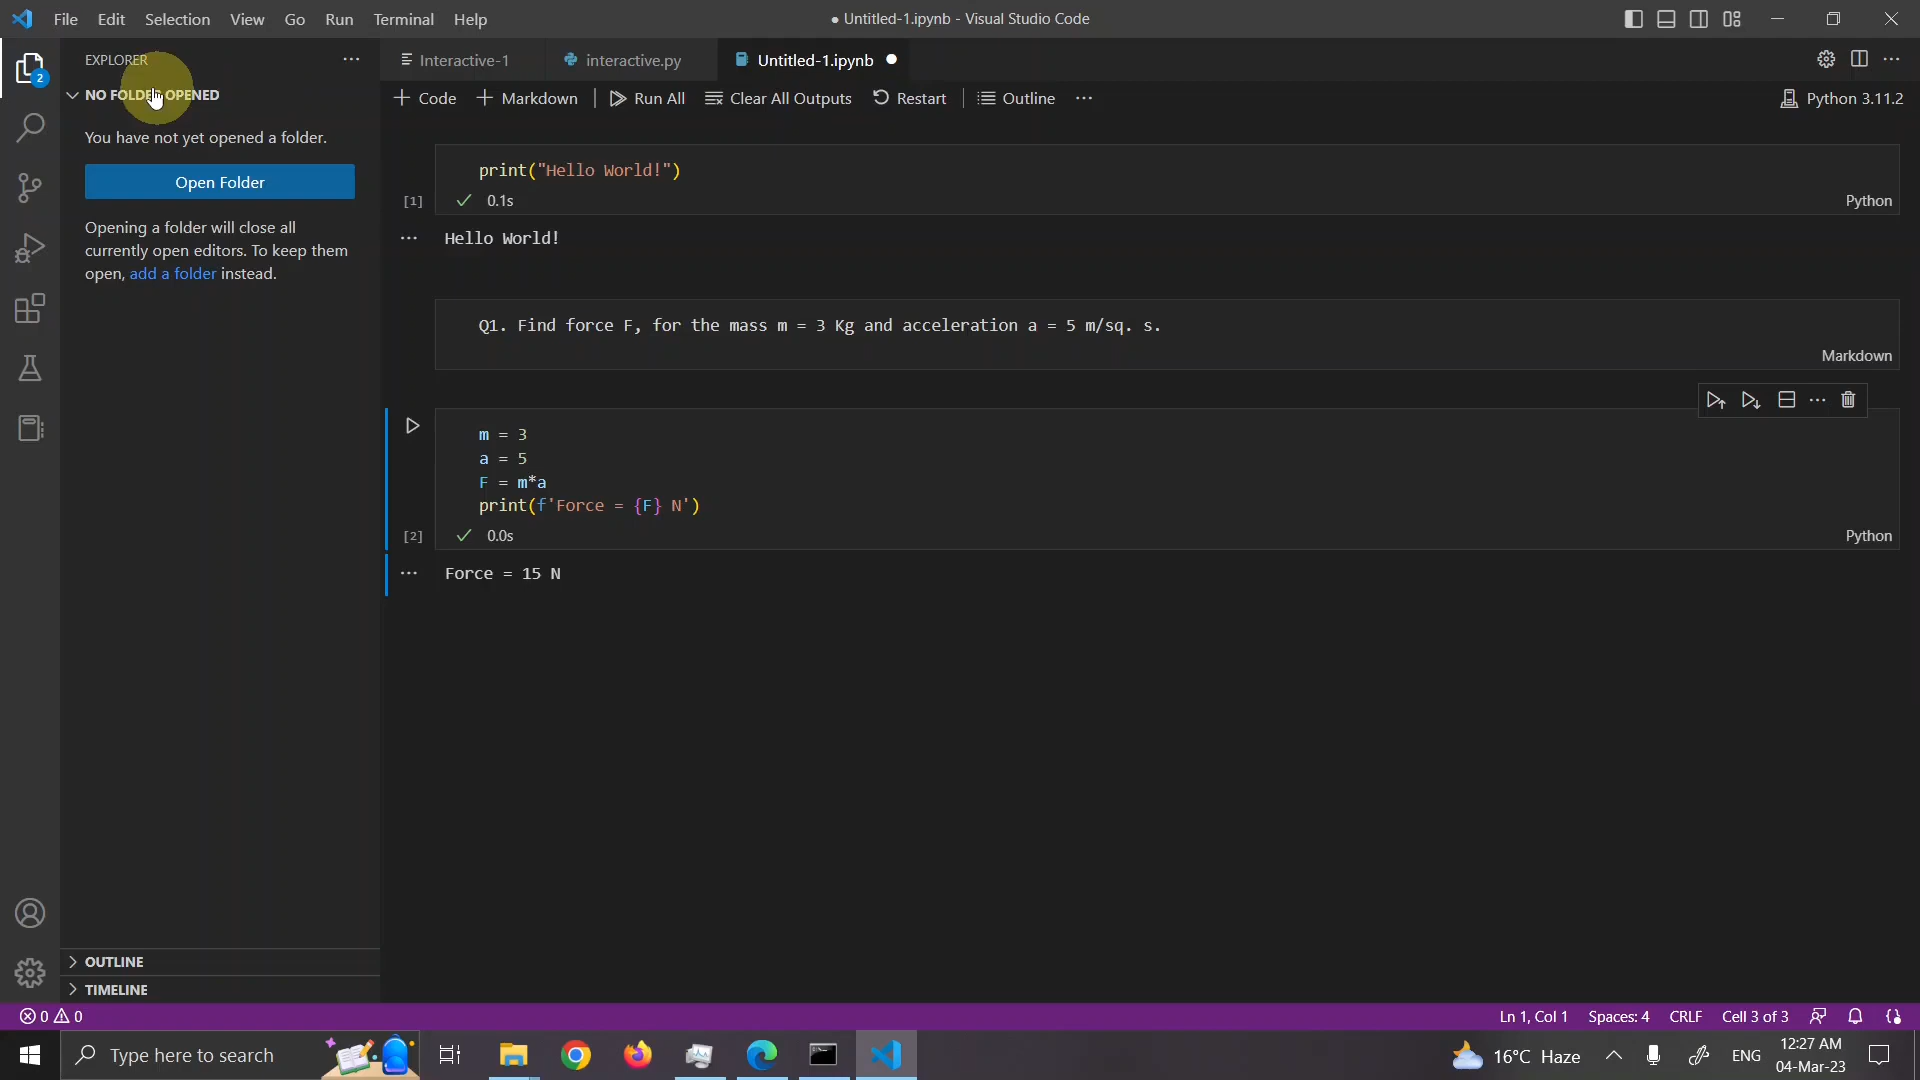 File Edit Selection View Go Run Terminal Help
● Untitled-1.ipynb - Visual Studio Code
EXPLORER
Interactive-1
interactive.py
Untitled-1.ipynb
2
NO FOLDER OPENED
Code
Markdown
Run All
Clear All Outputs
Restart
Outline
Python 3.11.2
You have not yet opened a folder.
Open Folder
Opening a folder will close all
currently open editors. To keep them
open, add a folder instead.
print("Hello World!")
[1]
0.1s
Python
Hello World!
Q1. Find force F, for the mass m = 3 Kg and acceleration a = 5 m/sq. s.
Markdown
m = 3
a = 5
F = m*a
print(f'Force = {F} N')
[2]
0.0s
Python
Force = 15 N
OUTLINE
TIMELINE
0 0
Ln 1, Col 1
Spaces: 4
CRLF
Cell 3 of 3
Type here to search
16°C Haze
ENG
12:27 AM
04-Mar-23